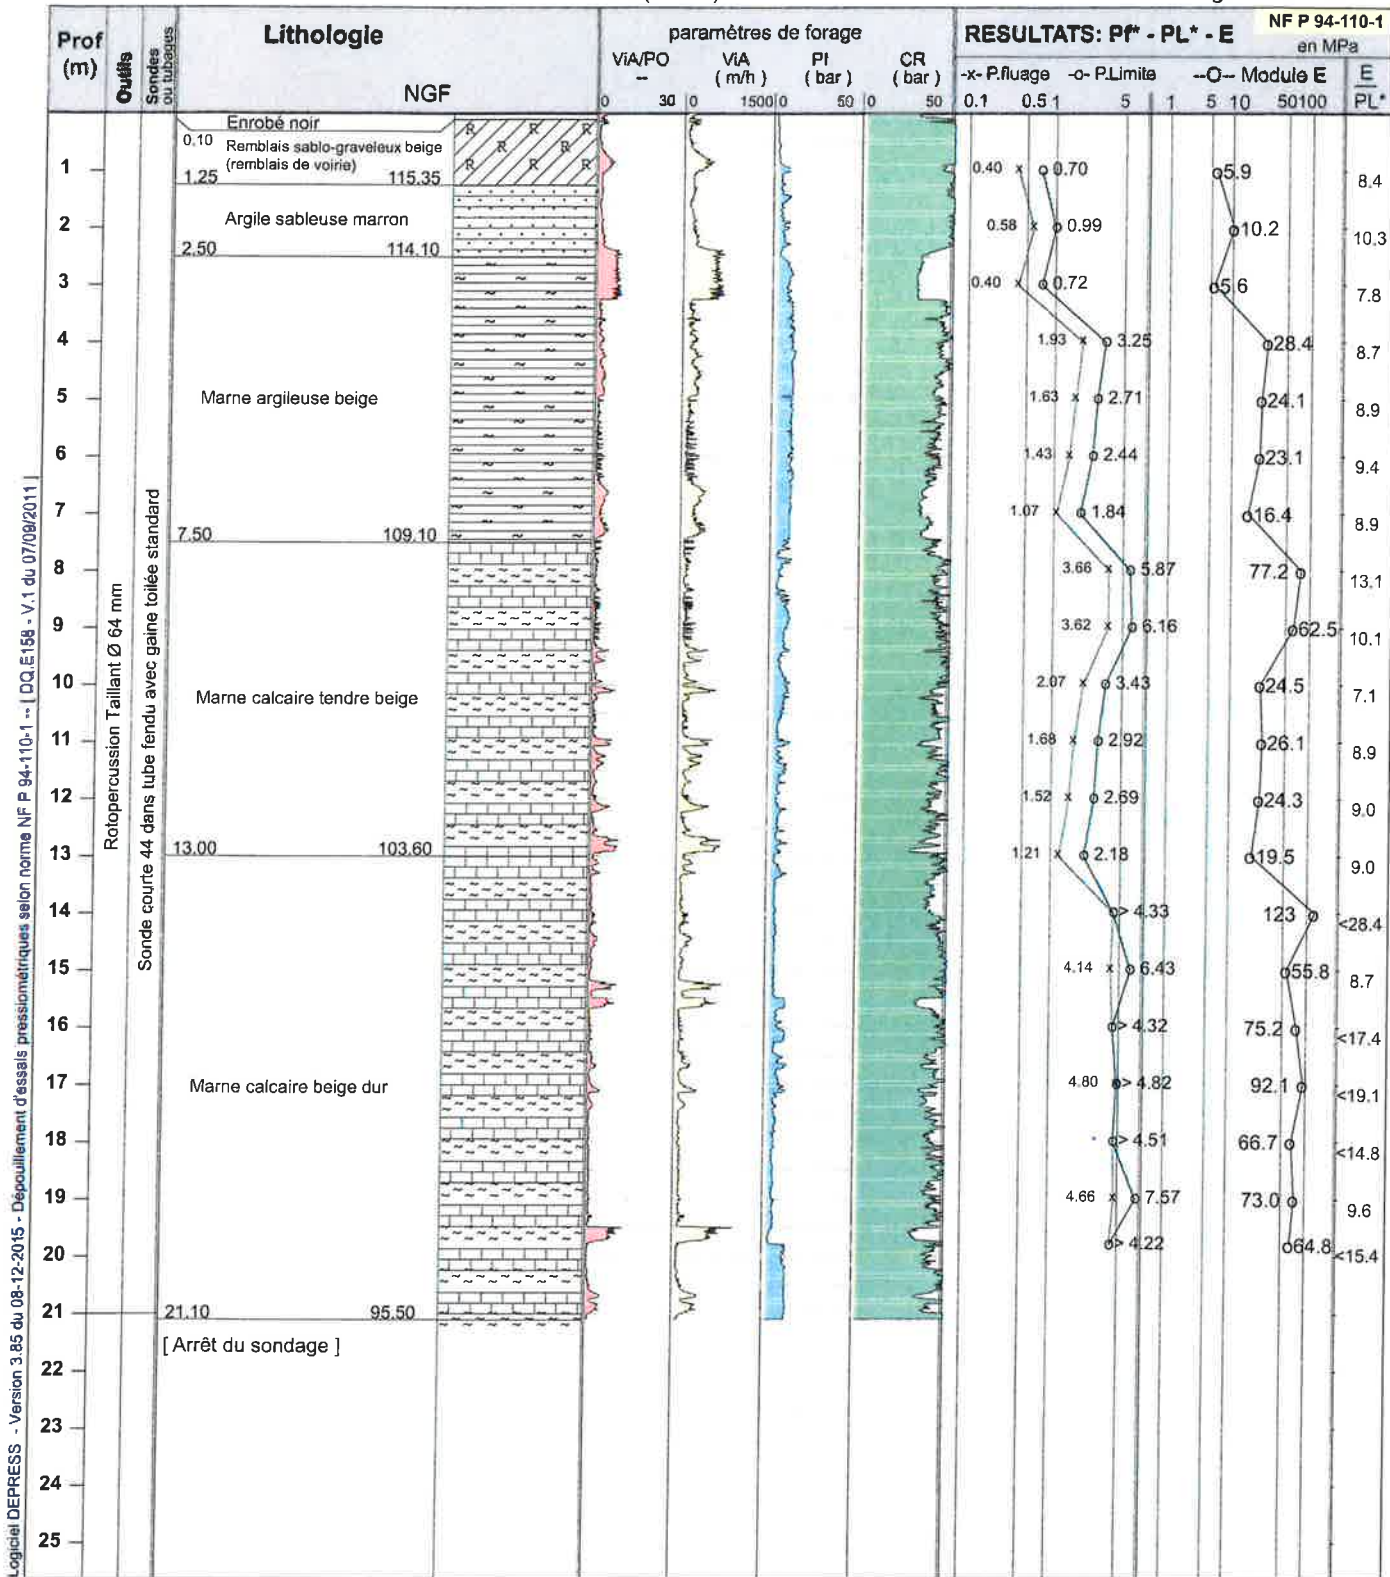 NF P 94-110-1
Prof
(m)
Outils
Sondes
ou tubages
Lithologie
NGF
paramètres de forage
ViA/PO
--
ViA
( m/h )
PI
( bar )
CR
( bar )
0 30 0 1500 0 50 0 50
RESULTATS: Pf* - PL* - E
en MPa
-x- P.fluage -o- P.Limite --O-- Module E
0.1 0.5 1 5 1 5 10 50 100
E
PL*
Enrobé noir
0.10 Remblais sablo-graveleux beige
(remblais de voirie)
R R R R R R
1 0.40 0.70 5.9 8.4
1.25 115.35
Argile sableuse marron
2 0.58 0.99 10.2 10.3
2.50 114.10
3 0.40 0.72 5.6 7.8
4 1.93 3.25 28.4 8.7
Marne argileuse beige
5 1.63 2.71 24.1 8.9
6 1.43 2.44 23.1 9.4
7 1.07 1.84 16.4 8.9
7.50 109.10
8 3.66 5.87 77.2 13.1
9 3.62 6.16 62.5 10.1
10 2.07 3.43 24.5 7.1
Marne calcaire tendre beige
11 1.68 2.92 26.1 8.9
12 1.52 2.69 24.3 9.0
13 1.21 2.18 19.5 9.0
13.00 103.60
14 > 4.33 123 <28.4
15 4.14 6.43 55.8 8.7
16 > 4.32 75.2 <17.4
17 4.80 > 4.82 92.1 <19.1
Marne calcaire beige dur
18 > 4.51 66.7 <14.8
19 4.66 7.57 73.0 9.6
20 > 4.22 64.8 <15.4
21
21.10 95.50
[ Arrêt du sondage ]
22
23
24
25
Rotopercussion Taillant Ø 64 mm
Sonde courte 44 dans tube fendu avec gaine toilée standard
Logiciel DEPRESS - Version 3.85 du 08-12-2015 - Dépouillement d'essais pressiométriques selon norme NF P 94-110-1 -- [ DQ.E158 - V.1 du 07/09/2011 ]